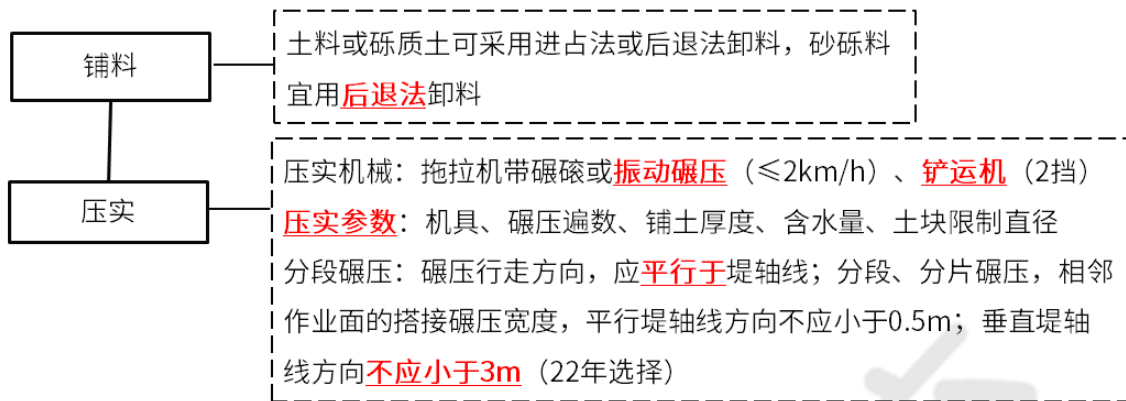 铺料
土料或砾质土可采用进占法或后退法卸料，砂砾料
宜用后退法卸料
压实
压实机械：拖拉机带碾磙或振动碾压（≤2km/h）、铲运机（2挡）
压实参数：机具、碾压遍数、铺土厚度、含水量、土块限制直径
分段碾压：碾压行走方向，应平行于堤轴线；分段、分片碾压，相邻
作业面的搭接碾压宽度，平行堤轴线方向不应小于0.5m；垂直堤轴
线方向不应小于3m（22年选择）